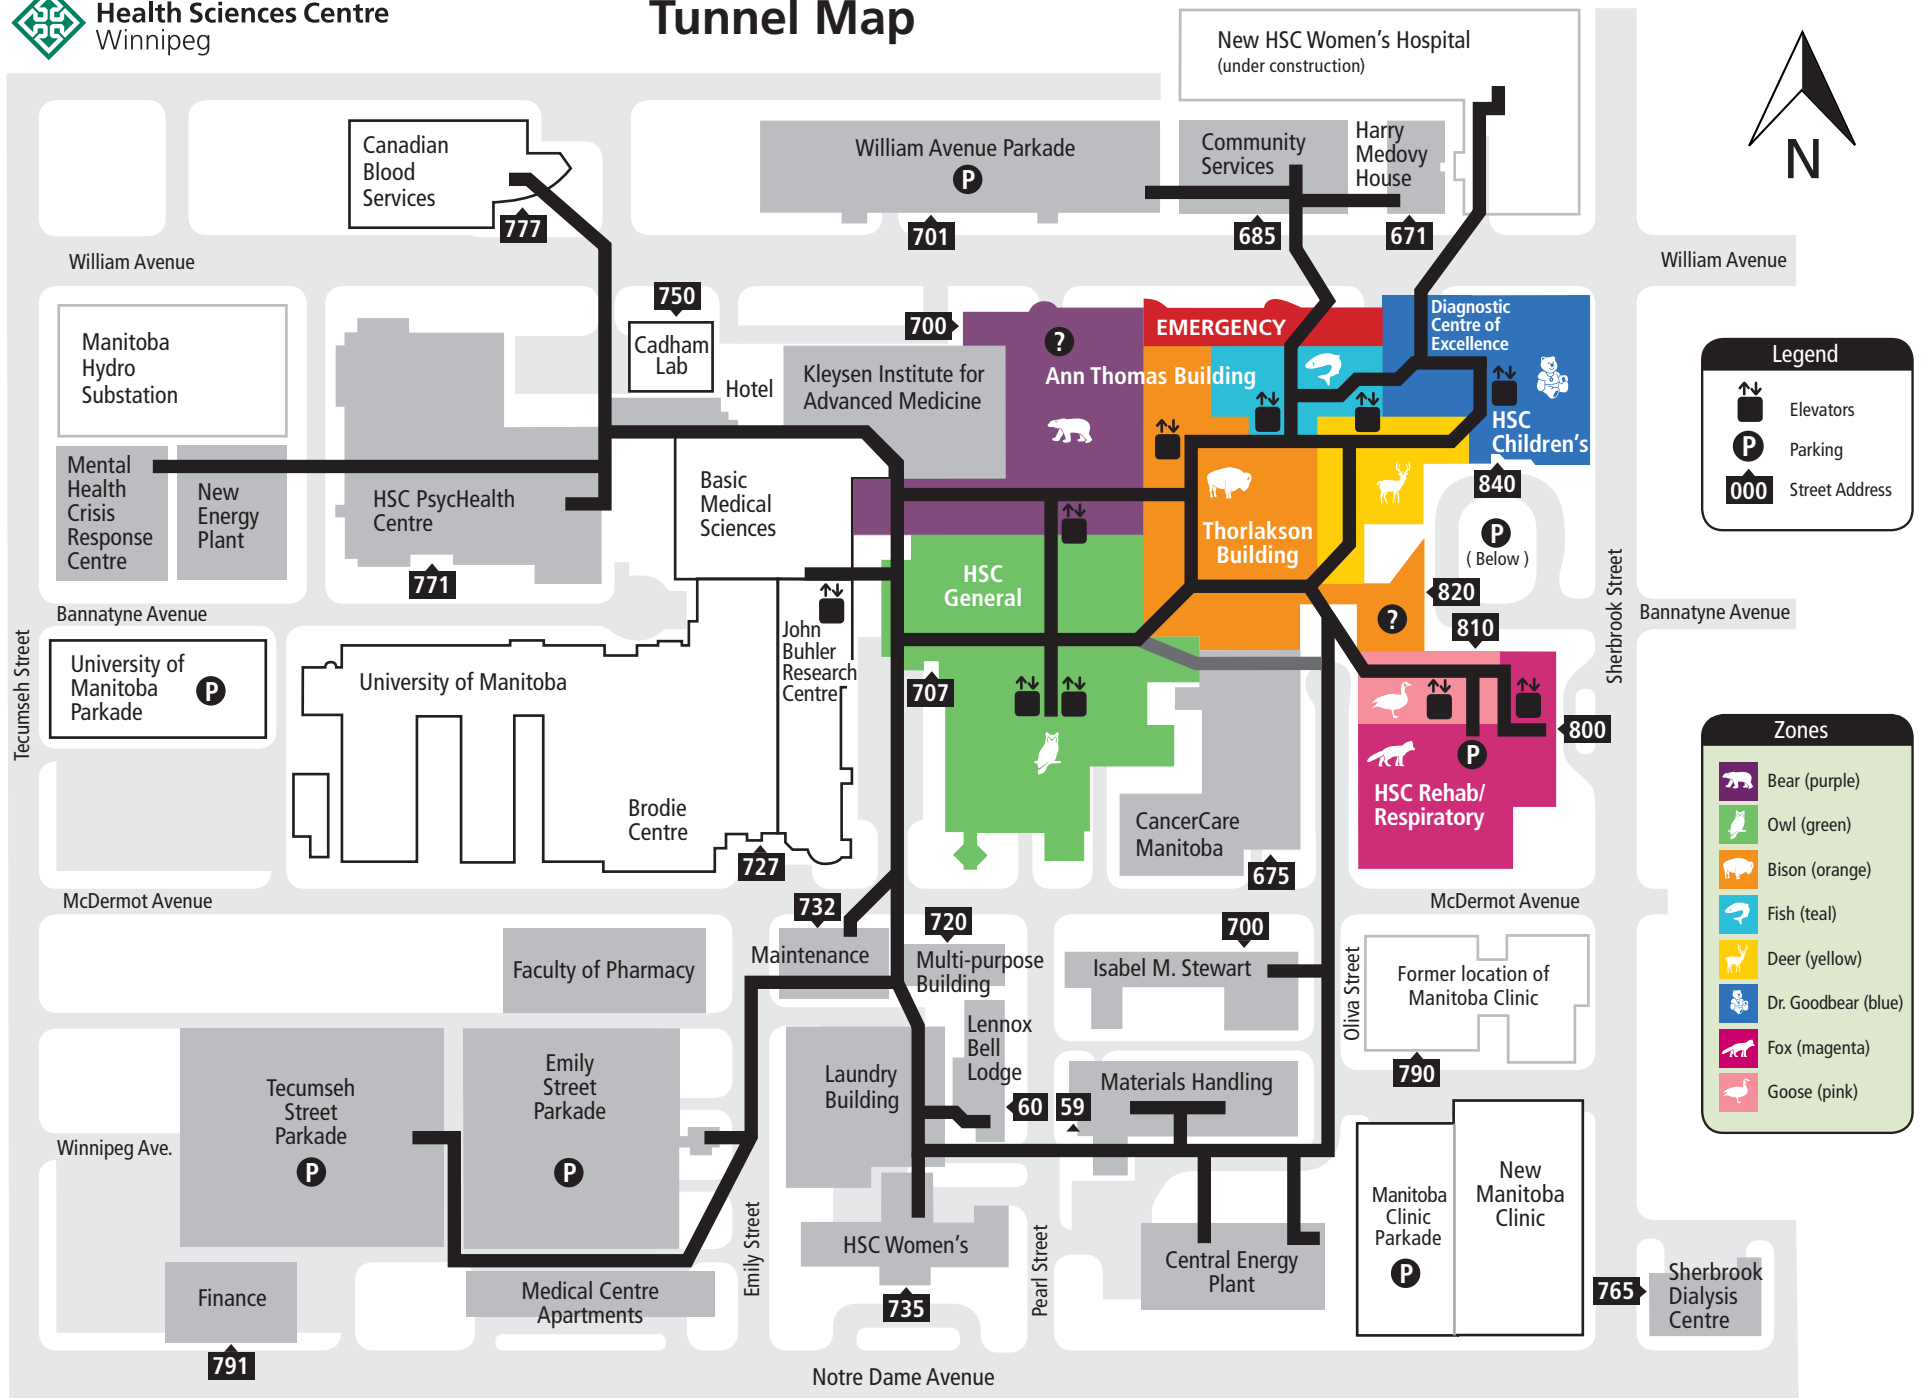 Health Sciences Centre
Winnipeg
Tunnel Map
New HSC Women's Hospital
(under construction)
N
Canadian
Blood
Services
777
William Avenue Parkade
P
701
Community
Services
685
Harry
Medovy
House
671
William Avenue
William Avenue
Manitoba
Hydro
Substation
750
Cadham
Lab
Hotel
700
Kleysen Institute for
Advanced Medicine
?
Ann Thomas Building
EMERGENCY
Diagnostic
Centre of
Excellence
HSC
Children's
840
P
( Below )
Legend
Elevators
P
Parking
000
Street Address
Mental
Health
Crisis
Response
Centre
New
Energy
Plant
HSC PsycHealth
Centre
771
Basic
Medical
Sciences
HSC
General
Thorlakson
Building
820
?
810
Bannatyne Avenue
Bannatyne Avenue
Sherbrook Street
Tecumseh Street
University of
Manitoba
Parkade
P
University of Manitoba
John
Buhler
Research
Centre
707
800
P
HSC Rehab/
Respiratory
Brodie
Centre
727
CancerCare
Manitoba
675
Zones
Bear (purple)
Owl (green)
Bison (orange)
Fish (teal)
Deer (yellow)
Dr. Goodbear (blue)
Fox (magenta)
Goose (pink)
McDermot Avenue
McDermot Avenue
732
Maintenance
720
Multi-purpose
Building
700
Isabel M. Stewart
Oliva Street
Former location of
Manitoba Clinic
790
Faculty of Pharmacy
Tecumseh
Street
Parkade
P
Emily
Street
Parkade
P
Winnipeg Ave.
Laundry
Building
Lennox
Bell
Lodge
60
59
Materials Handling
Emily Street
HSC Women's
735
Pearl Street
Central Energy
Plant
Manitoba
Clinic
Parkade
P
New
Manitoba
Clinic
765
Sherbrook
Dialysis
Centre
Finance
791
Medical Centre
Apartments
Notre Dame Avenue